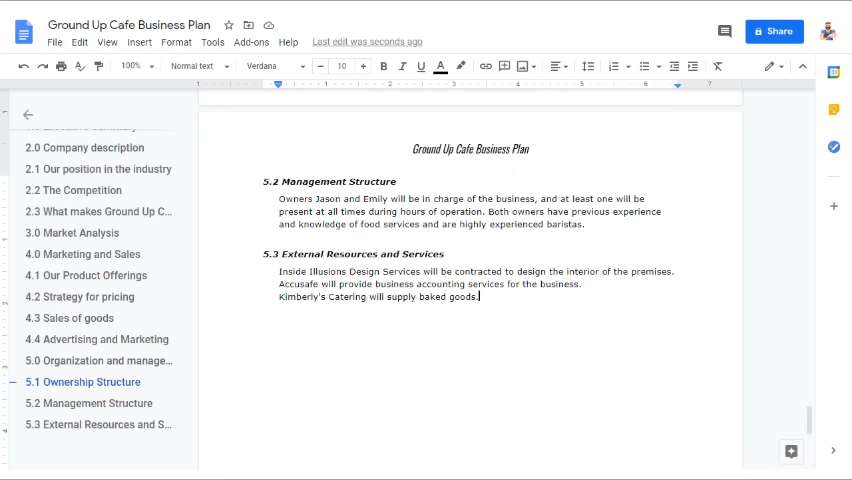 Ground Up Cafe Business Plan
File Edit View Insert Format Tools Add-ons Help Last edit was seconds ago
Share
100% Normal text Verdana 10 B I U A
1 1 2 3 4 5 6 7
2.0 Company description
2.1 Our position in the industry
2.2 The Competition
2.3 What makes Ground Up C...
3.0 Market Analysis
4.0 Marketing and Sales
4.1 Our Product Offerings
4.2 Strategy for pricing
4.3 Sales of goods
4.4 Advertising and Marketing
5.0 Organization and manage...
5.1 Ownership Structure
5.2 Management Structure
5.3 External Resources and S...
Ground Up Cafe Business Plan
5.2 Management Structure
Owners Jason and Emily will be in charge of the business, and at least one will be
present at all times during hours of operation. Both owners have previous experience
and knowledge of food services and are highly experienced baristas.
5.3 External Resources and Services
Inside Illusions Design Services will be contracted to design the interior of the premises.
Accusafe will provide business accounting services for the business.
Kimberly's Catering will supply baked goods.